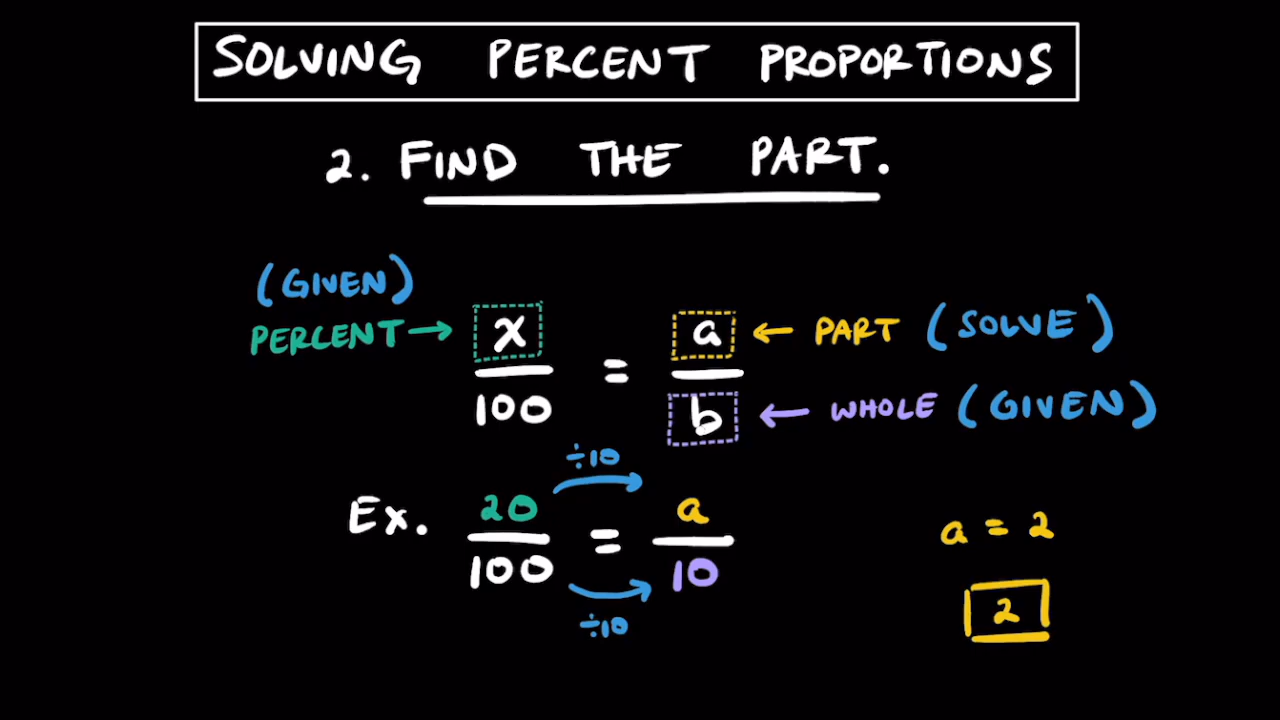 SOLVING PERCENT PROPORTIONS
2. FIND THE PART.
(GIVEN)
PERCENT → x/100 = a/b ← PART (SOLVE)
← WHOLE (GIVEN)
÷10
Ex. 20/100 = a/10
÷10
a = 2
2